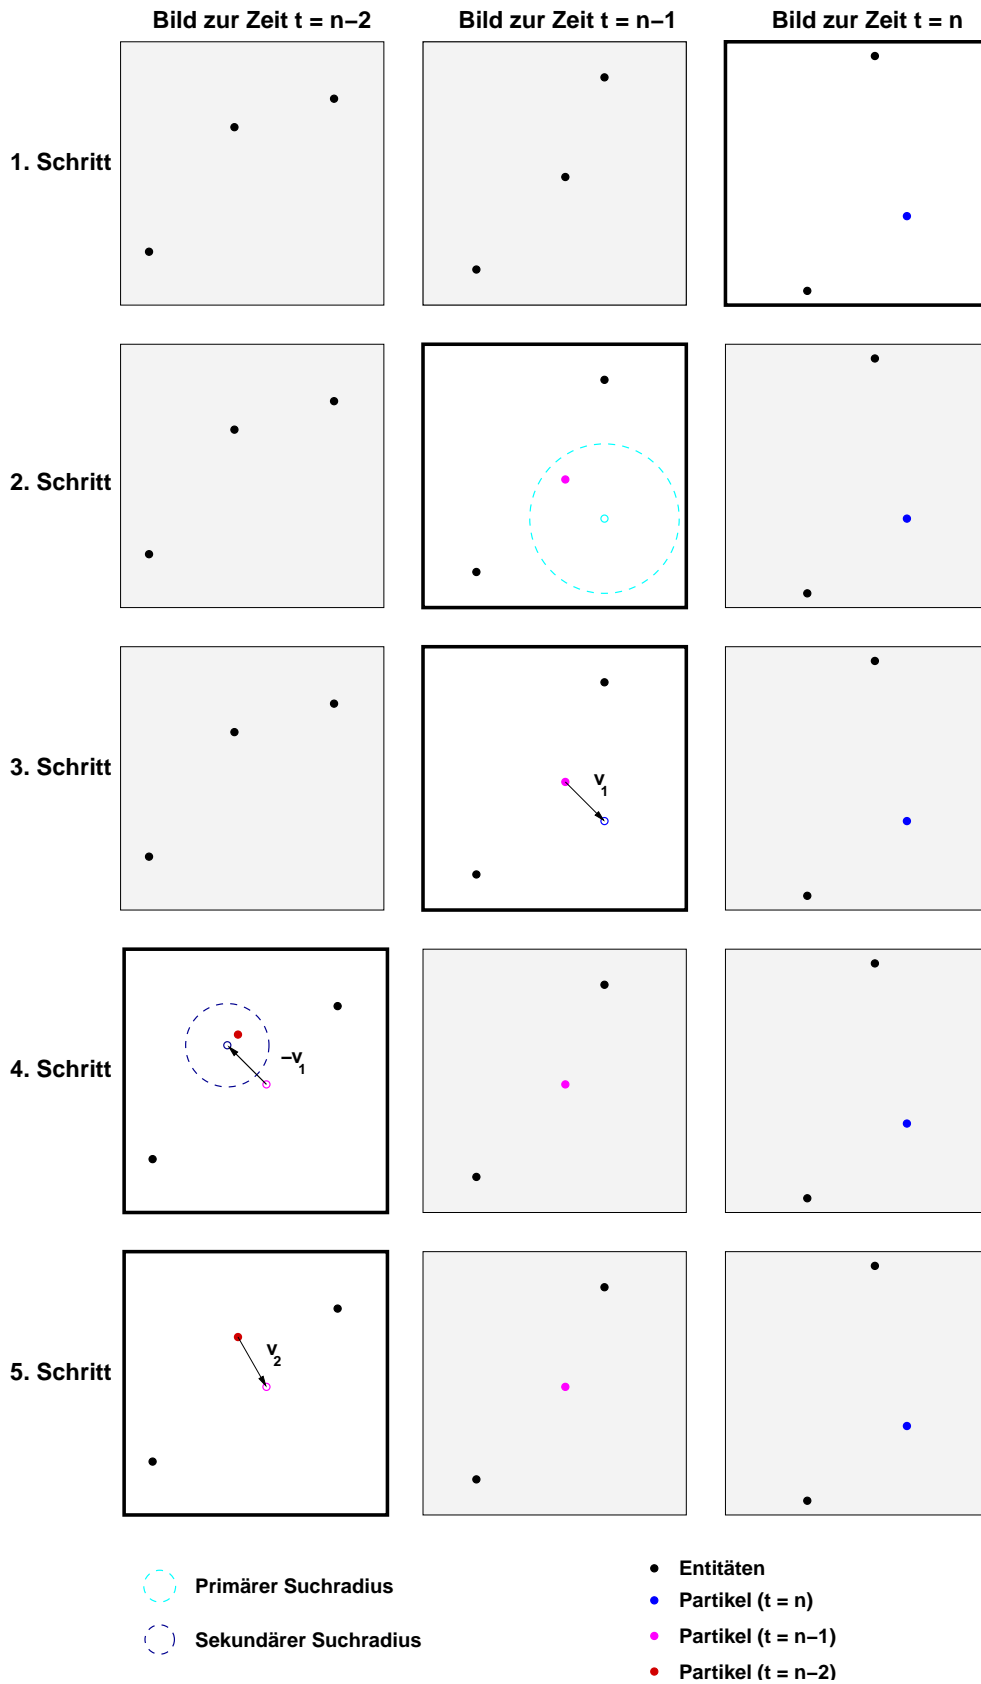 Bild zur Zeit t = n−2 Bild zur Zeit t = n−1 Bild zur Zeit t = n
1. Schritt
2. Schritt
3. Schritt
v1
4. Schritt
−v1
5. Schritt
v2
Primärer Suchradius
Sekundärer Suchradius
Entitäten
Partikel (t = n)
Partikel (t = n−1)
Partikel (t = n−2)